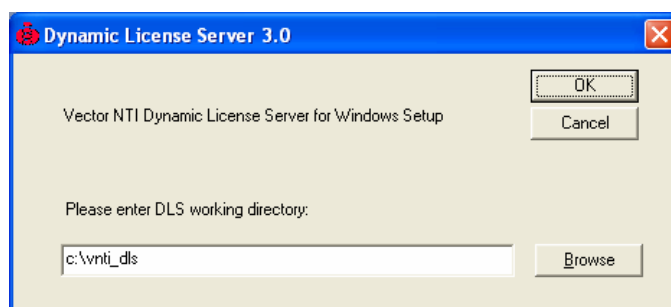 Dynamic License Server 3.0
OK
Vector NTI Dynamic License Server for Windows Setup
Cancel
Please enter DLS working directory:
c:\vnti_dls
Browse